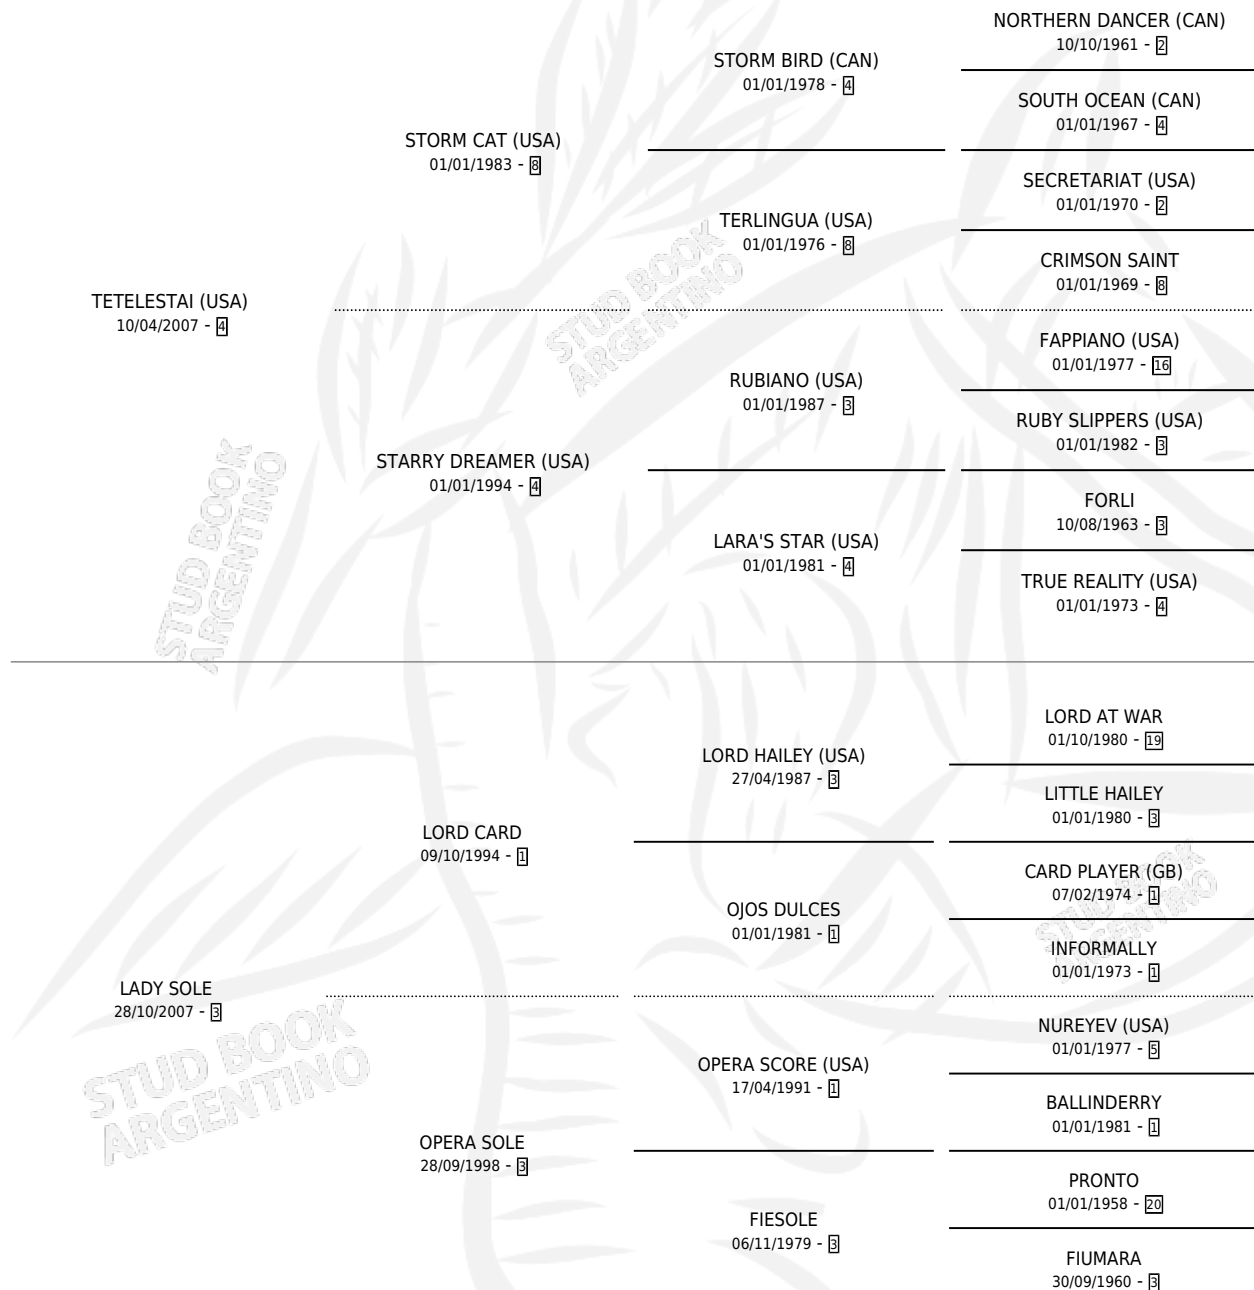 TETELESTAI (USA)
10/04/2007 - 4
STORM CAT (USA)
01/01/1983 - 8
STORM BIRD (CAN)
01/01/1978 - 4
NORTHERN DANCER (CAN)
10/10/1961 - 2
SOUTH OCEAN (CAN)
01/01/1967 - 4
TERLINGUA (USA)
01/01/1976 - 8
SECRETARIAT (USA)
01/01/1970 - 2
CRIMSON SAINT
01/01/1969 - 8
STARRY DREAMER (USA)
01/01/1994 - 4
RUBIANO (USA)
01/01/1987 - 3
FAPPIANO (USA)
01/01/1977 - 16
RUBY SLIPPERS (USA)
01/01/1982 - 3
LARA'S STAR (USA)
01/01/1981 - 4
FORLI
10/08/1963 - 3
TRUE REALITY (USA)
01/01/1973 - 4
LADY SOLE
28/10/2007 - 3
LORD CARD
09/10/1994 - 1
LORD HAILEY (USA)
27/04/1987 - 3
LORD AT WAR
01/10/1980 - 19
LITTLE HAILEY
01/01/1980 - 3
OJOS DULCES
01/01/1981 - 1
CARD PLAYER (GB)
07/02/1974 - 1
INFORMALLY
01/01/1973 - 1
OPERA SOLE
28/09/1998 - 3
OPERA SCORE (USA)
17/04/1991 - 1
NUREYEV (USA)
01/01/1977 - 5
BALLINDERRY
01/01/1981 - 1
FIESOLE
06/11/1979 - 3
PRONTO
01/01/1958 - 20
FIUMARA
30/09/1960 - 3
STUD BOOK
ARGENTINO
STUD BOOK
ARGENTINO
STUD BOOK
ARGENTINO
STUD BOOK
ARGENTINO